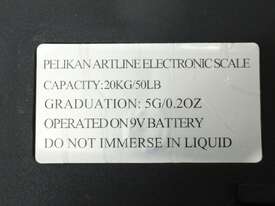 PELIKAN ARTLINE ELECTRONIC SCALE
CAPACITY:20KG/50LB
GRADUATION: 5G/0.2OZ
OPERATED ON 9V BATTERY
DO NOT IMMERSE IN LIQUID